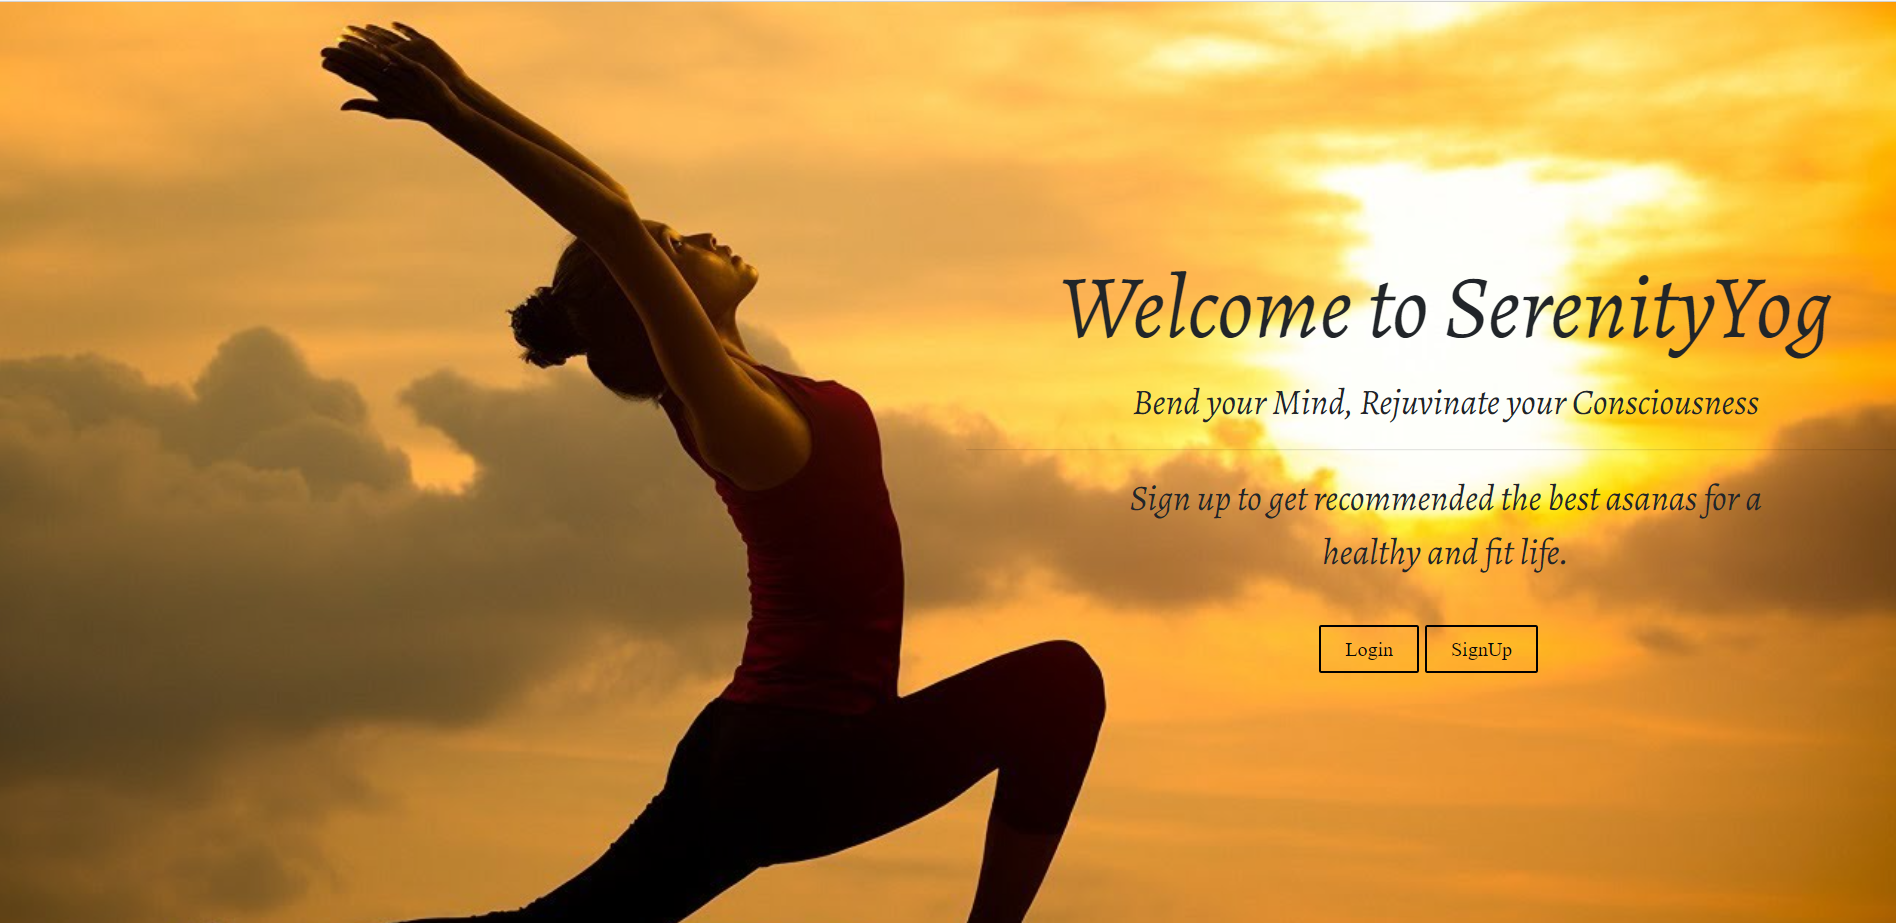 Welcome to SerenityYog
Bend your Mind, Rejuvinate your Consciousness
Sign up to get recommended the best asanas for a
healthy and fit life.
Login SignUp